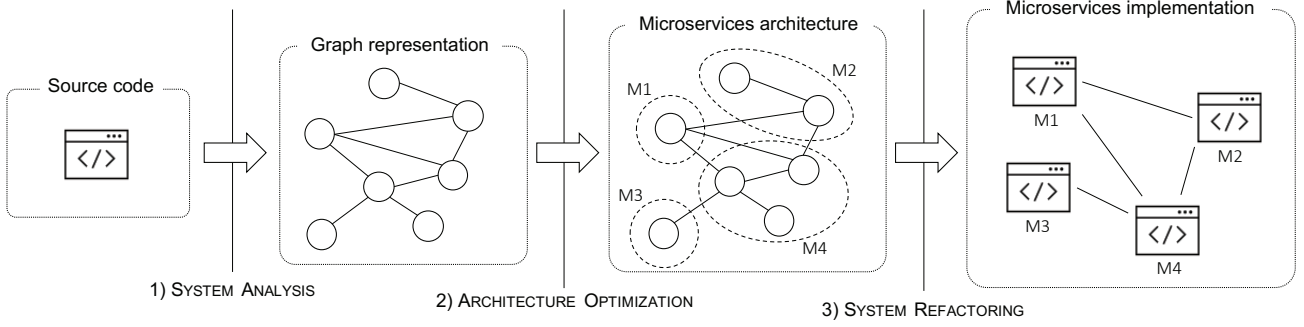 Source code
</>
1) SYSTEM ANALYSIS
Graph representation
2) ARCHITECTURE OPTIMIZATION
Microservices architecture
M1
M2
M3
M4
3) SYSTEM REFACTORING
Microservices implementation
</>
M1
</>
M2
</>
M3
</>
M4